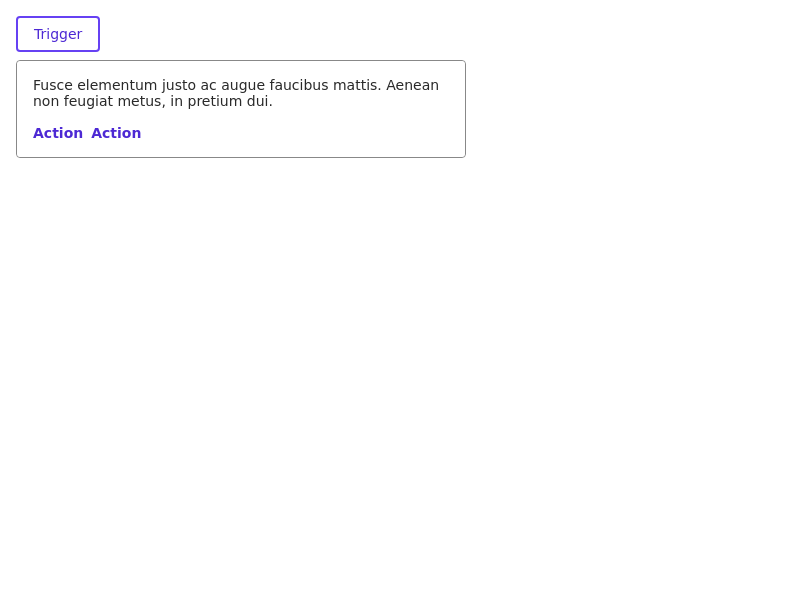 Trigger
Fusce elementum justo ac augue faucibus mattis. Aenean
non feugiat metus, in pretium dui.
Action Action